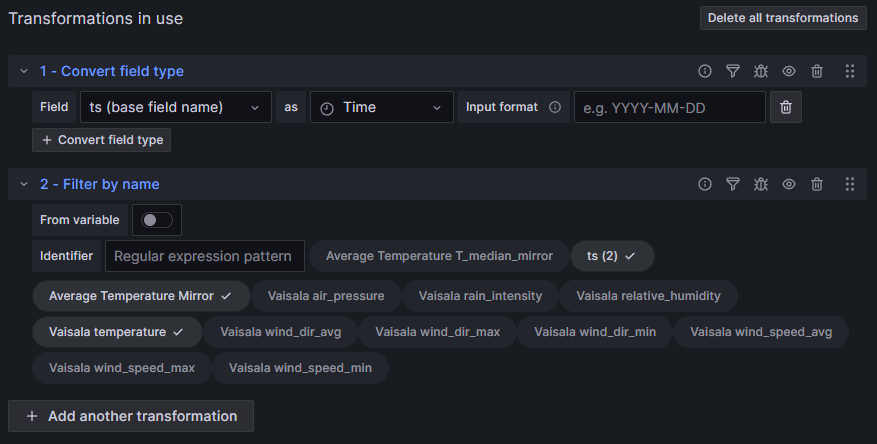 Transformations in use Delete all transformations
1 - Convert field type
Field ts (base field name) as Time Input format e.g. YYYY-MM-DD
+ Convert field type
2 - Filter by name
From variable
Identifier Regular expression pattern Average Temperature T_median_mirror ts (2)
Average Temperature Mirror Vaisala air_pressure Vaisala rain_intensity Vaisala relative_humidity
Vaisala temperature Vaisala wind_dir_avg Vaisala wind_dir_max Vaisala wind_dir_min Vaisala wind_speed_avg
Vaisala wind_speed_max Vaisala wind_speed_min
+ Add another transformation